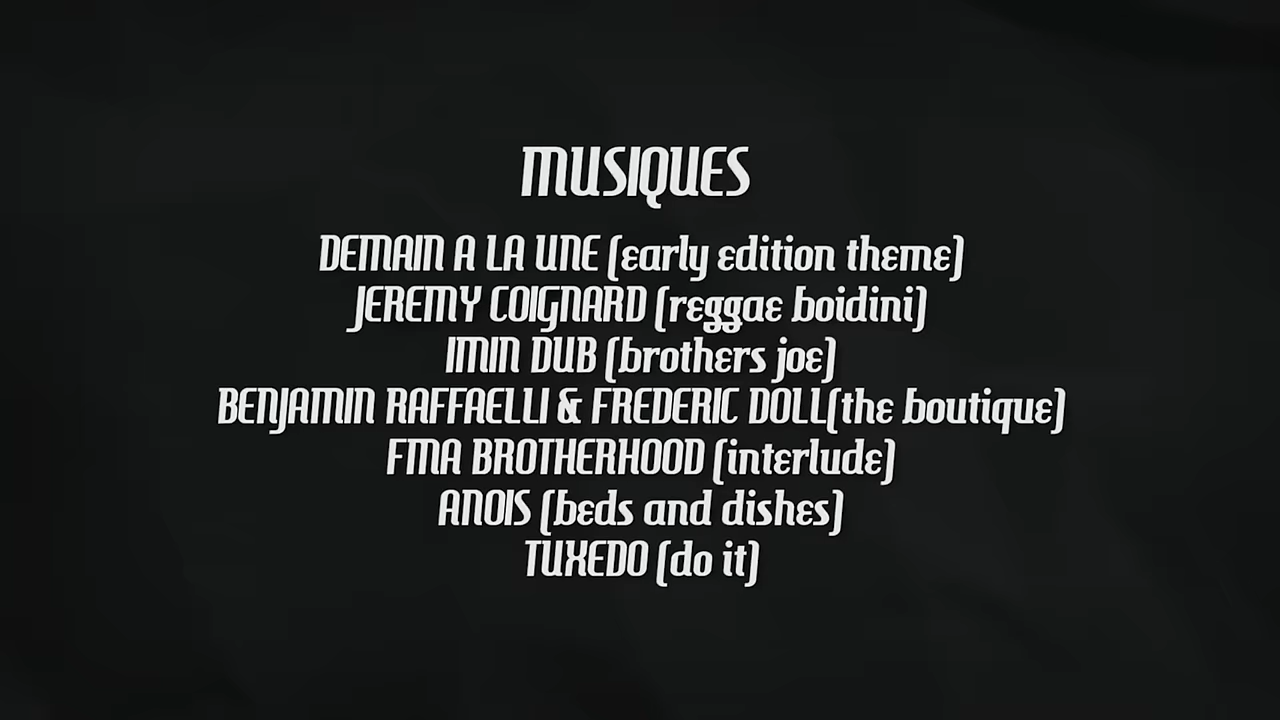 MUSIQUES
DEMAIN A LA UNE (early edition theme)
JEREMY COIGNARD (reggae boidini)
IMIN DUB (brothers joe)
BENJAMIN RAFFAELLI & FREDERIC DOLL(the boutique)
FMA BROTHERHOOD (interlude)
ANOIS (beds and dishes)
TUXEDO (do it)